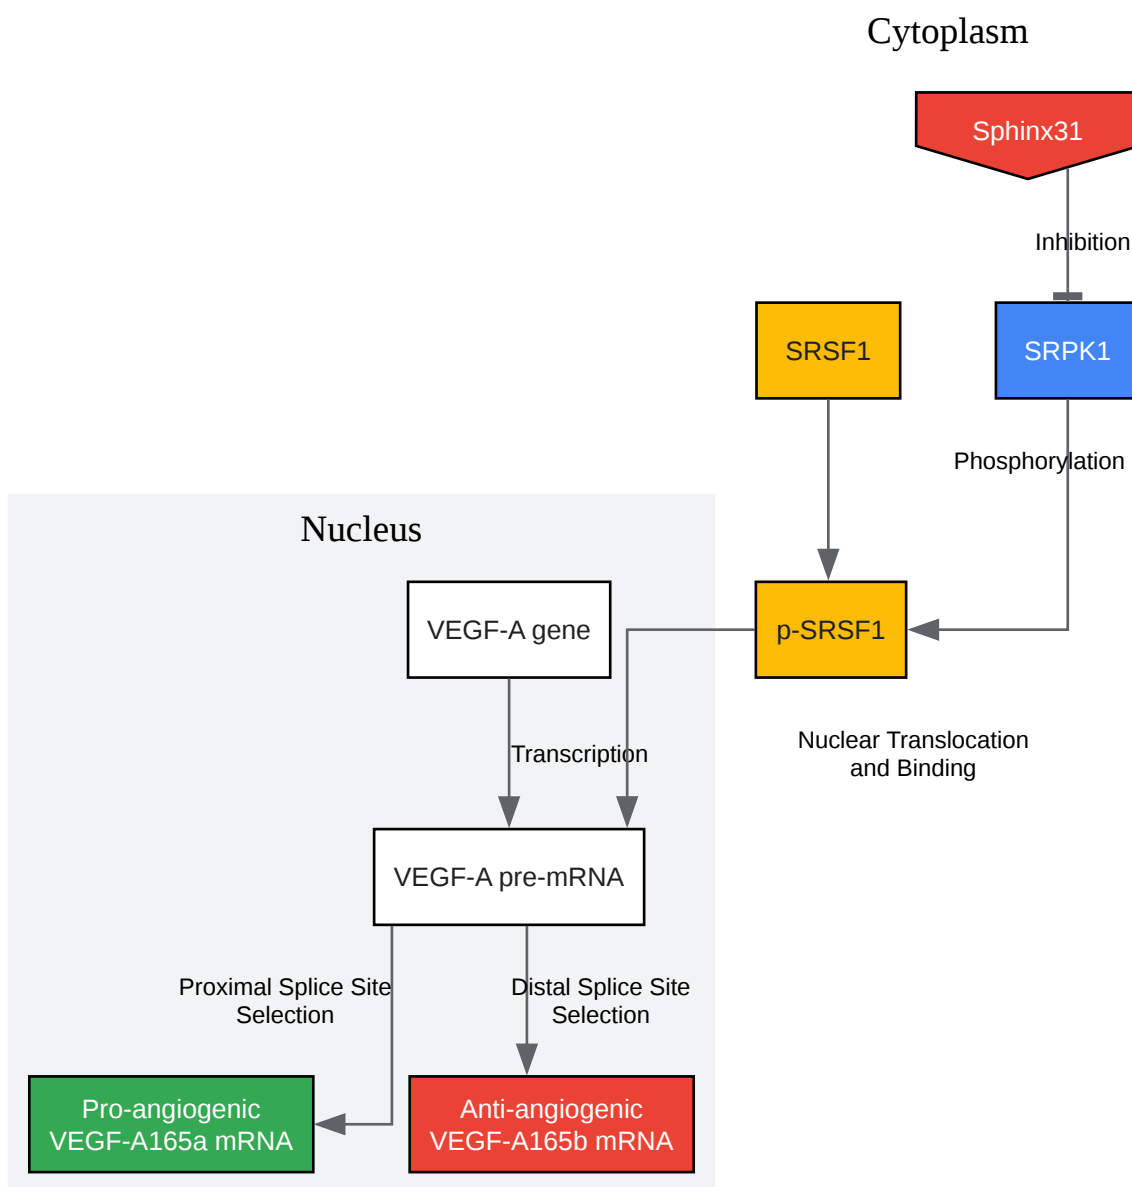 Cytoplasm
Sphinx31
Inhibition
SRSF1
SRPK1
Phosphorylation
Nucleus
VEGF-A gene
p-SRSF1
Transcription
Nuclear Translocation
and Binding
VEGF-A pre-mRNA
Proximal Splice Site
Selection
Distal Splice Site
Selection
Pro-angiogenic
VEGF-A165a mRNA
Anti-angiogenic
VEGF-A165b mRNA